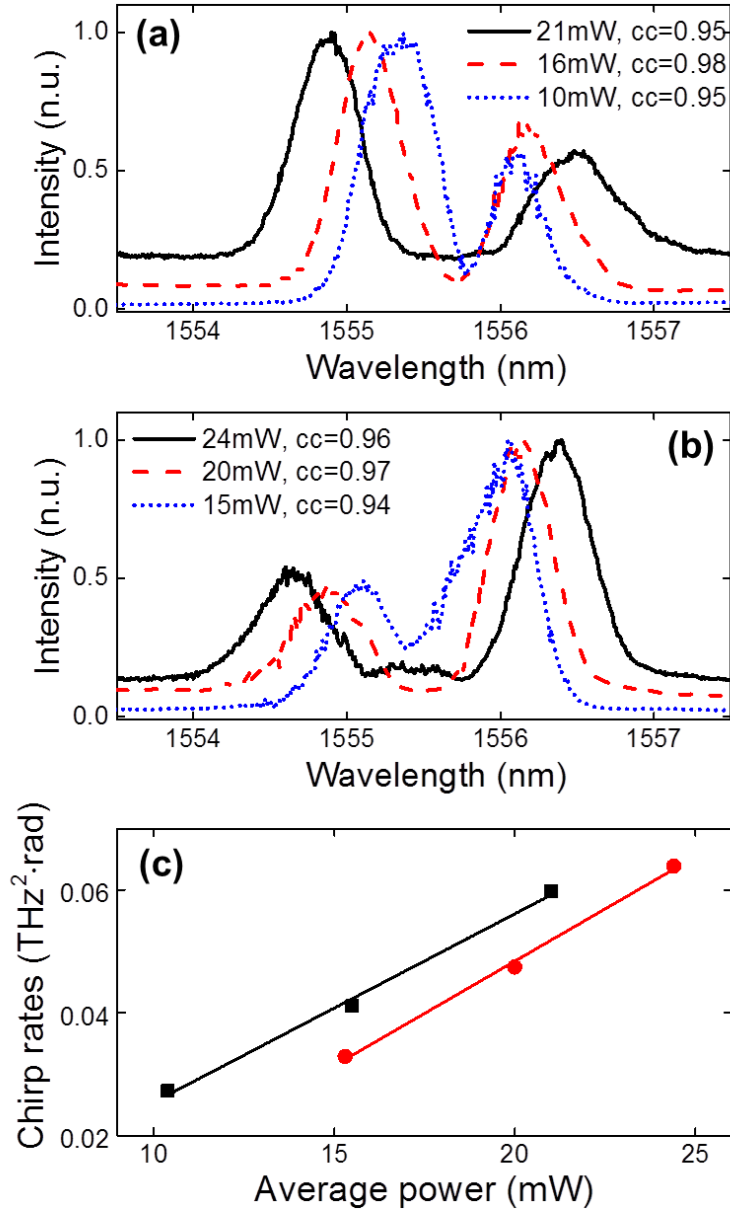 (a)
21mW, cc=0.95
16mW, cc=0.98
10mW, cc=0.95
Intensity (n.u.)
1.0
0.5
0.0
1554 1555 1556 1557
Wavelength (nm)
(b)
24mW, cc=0.96
20mW, cc=0.97
15mW, cc=0.94
Intensity (n.u.)
1.0
0.5
0.0
1554 1555 1556 1557
Wavelength (nm)
(c)
Chirp rates (THz²·rad)
0.06
0.04
0.02
10 15 20 25
Average power (mW)